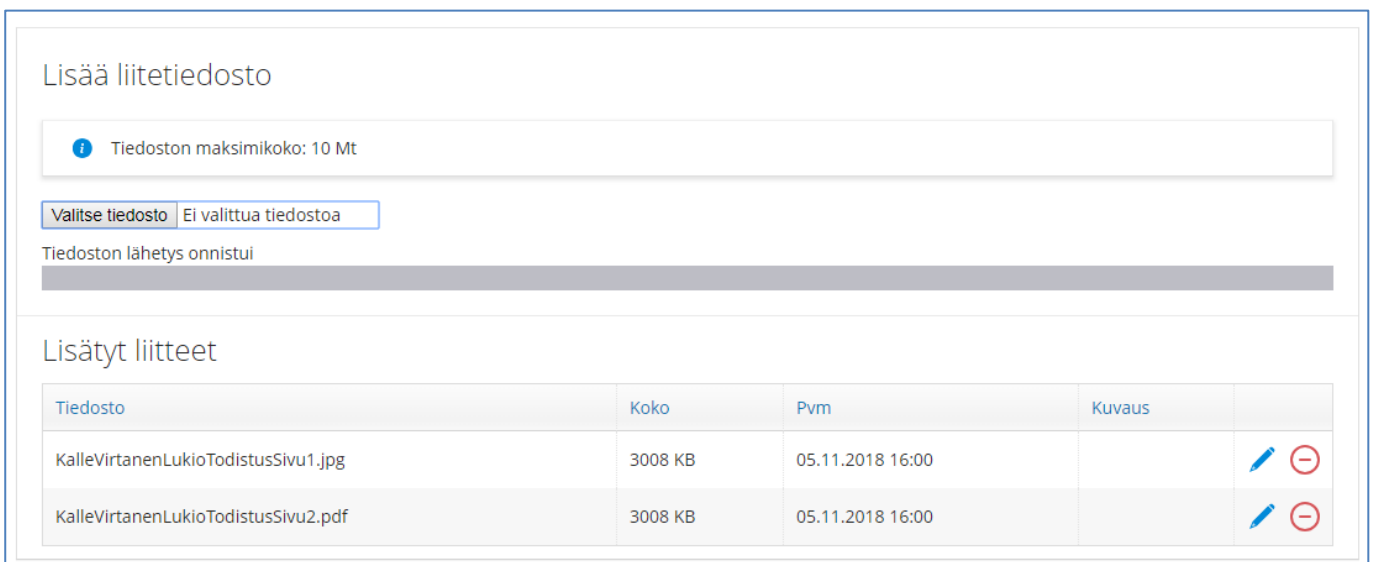 Lisää liitetiedosto
Tiedoston maksimikoko: 10 Mt
Valitse tiedosto Ei valittua tiedostoa
Tiedoston lähetys onnistui
Lisätyt liitteet
Tiedosto Koko Pvm Kuvaus
KalleVirtanenLukioTodistusSivu1.jpg 3008 KB 05.11.2018 16:00
KalleVirtanenLukioTodistusSivu2.pdf 3008 KB 05.11.2018 16:00